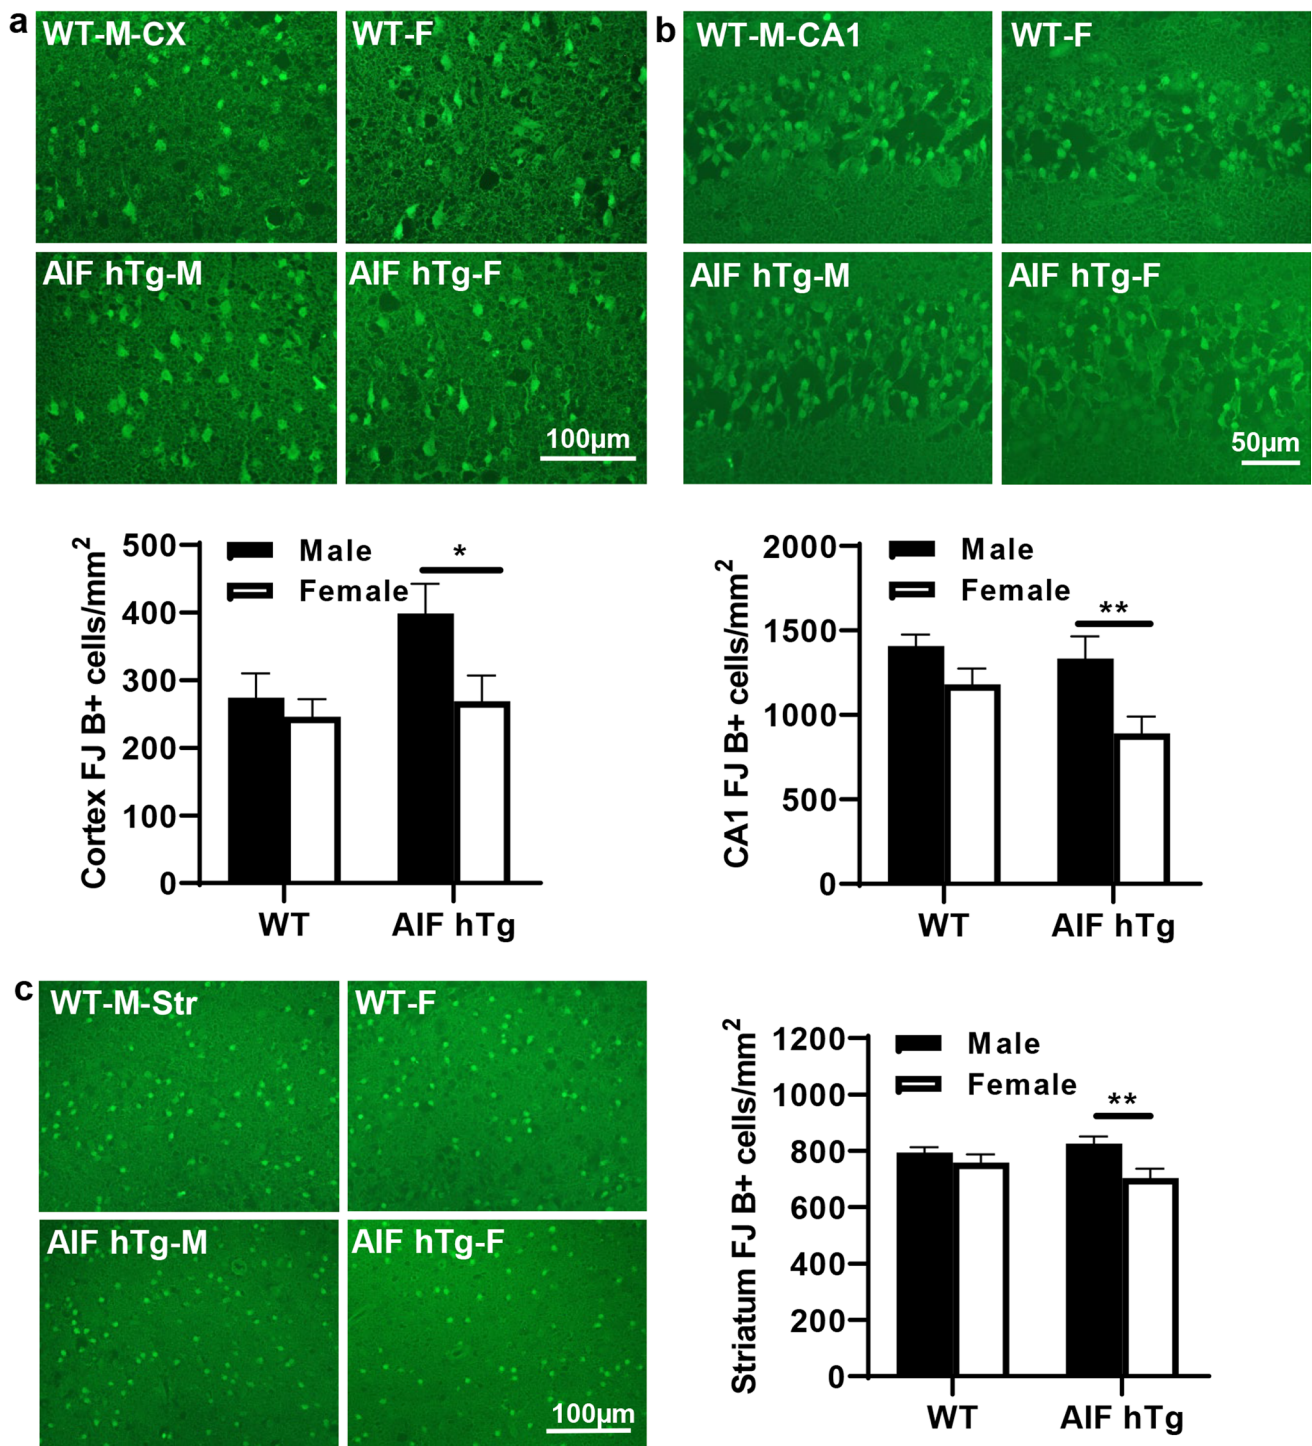 a
WT-M-CX
WT-F
AIF hTg-M
AIF hTg-F
100μm
b
WT-M-CA1
WT-F
AIF hTg-M
AIF hTg-F
50μm
Cortex FJ B+ cells/mm²
500
400
300
200
100
0
Male
Female
*
WT
AIF hTg
CA1 FJ B+ cells/mm²
2000
1500
1000
500
0
Male
Female
**
WT
AIF hTg
c
WT-M-Str
WT-F
AIF hTg-M
AIF hTg-F
100μm
Striatum FJ B+ cells/mm²
1200
1000
800
600
400
200
0
Male
Female
**
WT
AIF hTg